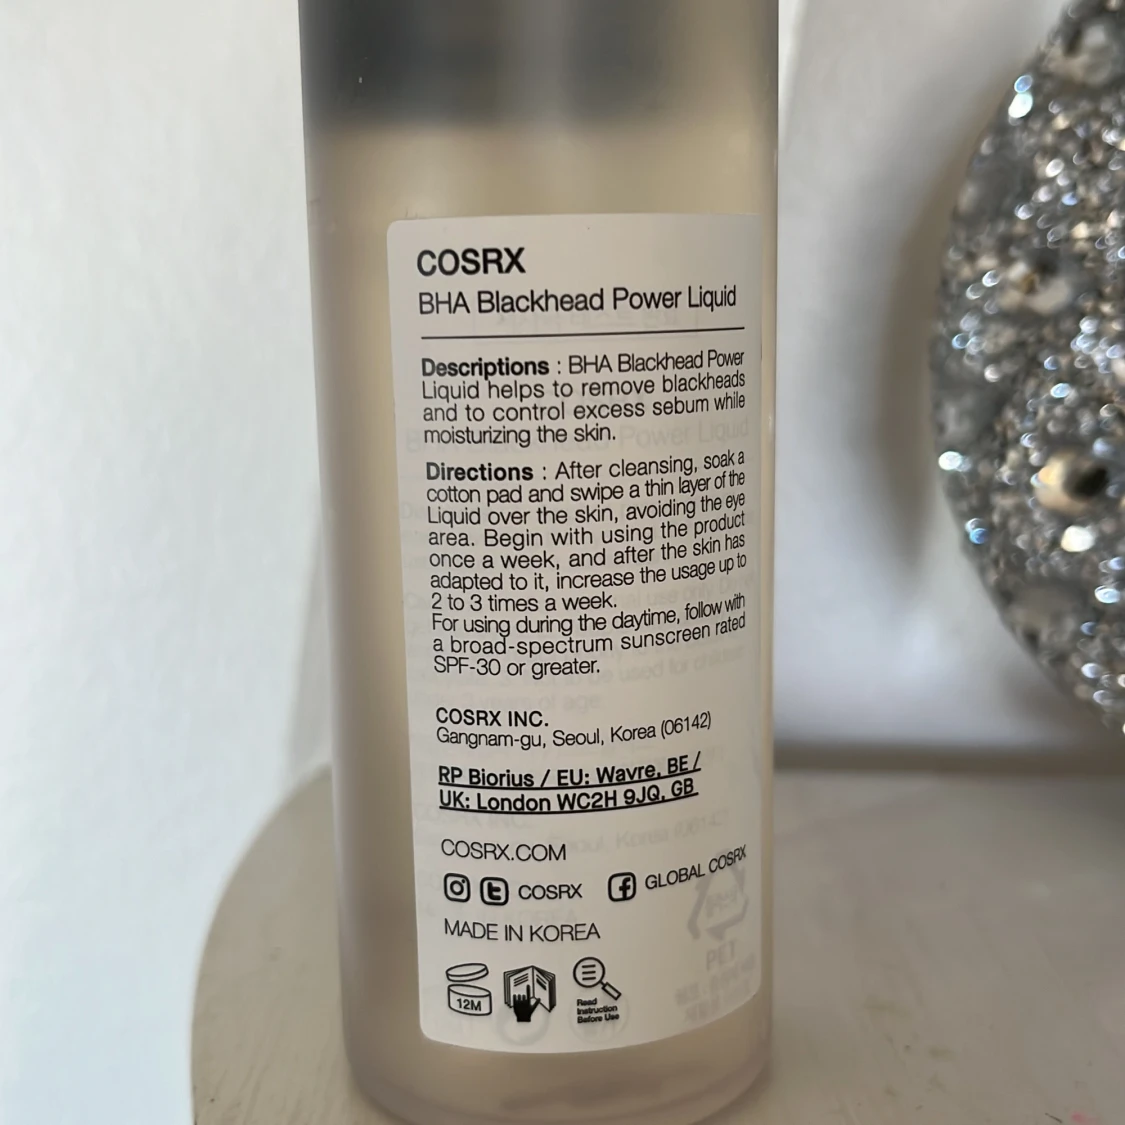 COSRX
BHA Blackhead Power Liquid
Descriptions : BHA Blackhead Power
Liquid helps to remove blackheads
and to control excess sebum while
moisturizing the skin.
Directions : After cleansing, soak a
cotton pad and swipe a thin layer of the
Liquid over the skin, avoiding the eye
area. Begin with using the product
once a week, and after the skin has
adapted to it, increase the usage up to
2 to 3 times a week.
For using during the daytime, follow with
a broad-spectrum sunscreen rated
SPF-30 or greater.
COSRX INC.
Gangnam-gu, Seoul, Korea (06142)
RP Biorius / EU: Wavre, BE /
UK: London WC2H 9JQ, GB
COSRX.COM
COSRX GLOBAL COSRX
MADE IN KOREA
12M
Read
Instruction
Before Use
PET